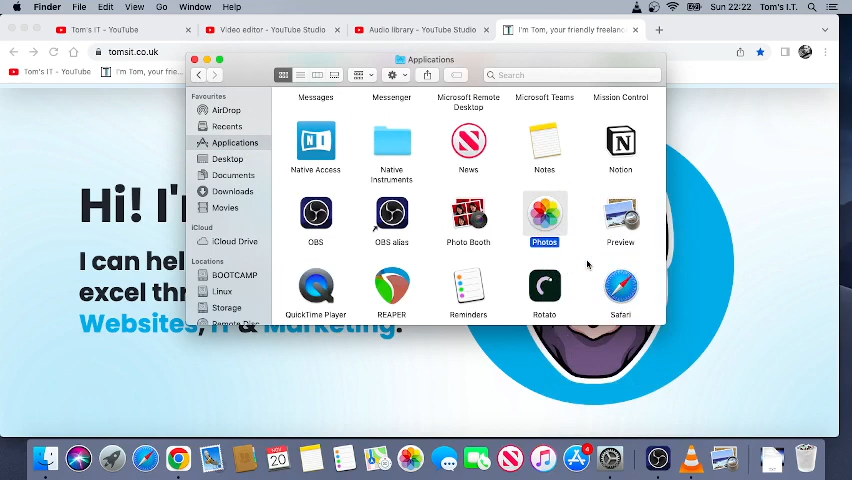 Finder File Edit View Go Window Help Sun 22:22 Tom's I.T.
Tom's IT - YouTube Video editor - YouTube Studio Audio library - YouTube Studio I'm Tom, your friendly freelanc
tomsit.co.uk
Tom's IT - YouTube I'm Tom, your frie...
Applications
Search
Favourites
AirDrop
Recents
Applications
Desktop
Documents
Downloads
Movies
iCloud
iCloud Drive
Locations
BOOTCAMP
Linux
Storage
Remote Disc
Messages Messenger Microsoft Remote Desktop Microsoft Teams Mission Control
Native Access Native Instruments News Notes Notion
OBS OBS alias Photo Booth Photos Preview
QuickTime Player REAPER Reminders Rotato Safari
Hi! I'
I can hel
excel thr
Websites, IT & Marketing.
NOV
20
4